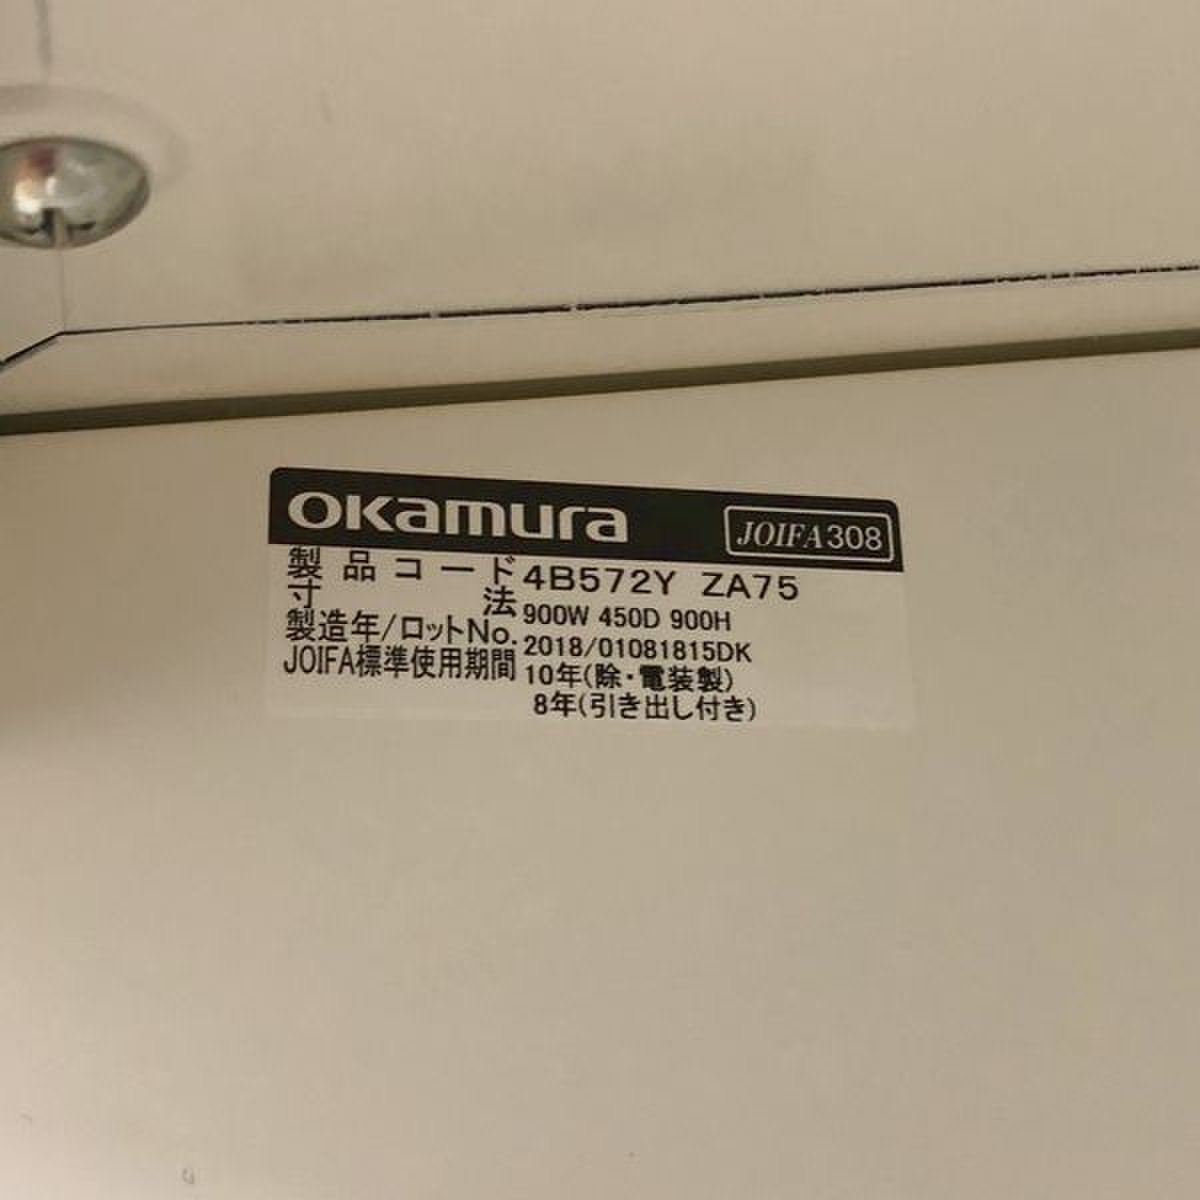 OKamura JOIFA308
製品コード 4B572Y ZA75
寸法 900W 450D 900H
製造年/ロットNo. 2018/01081815DK
JOIFA標準使用期間 10年(除・電装製)
8年(引き出し付き)